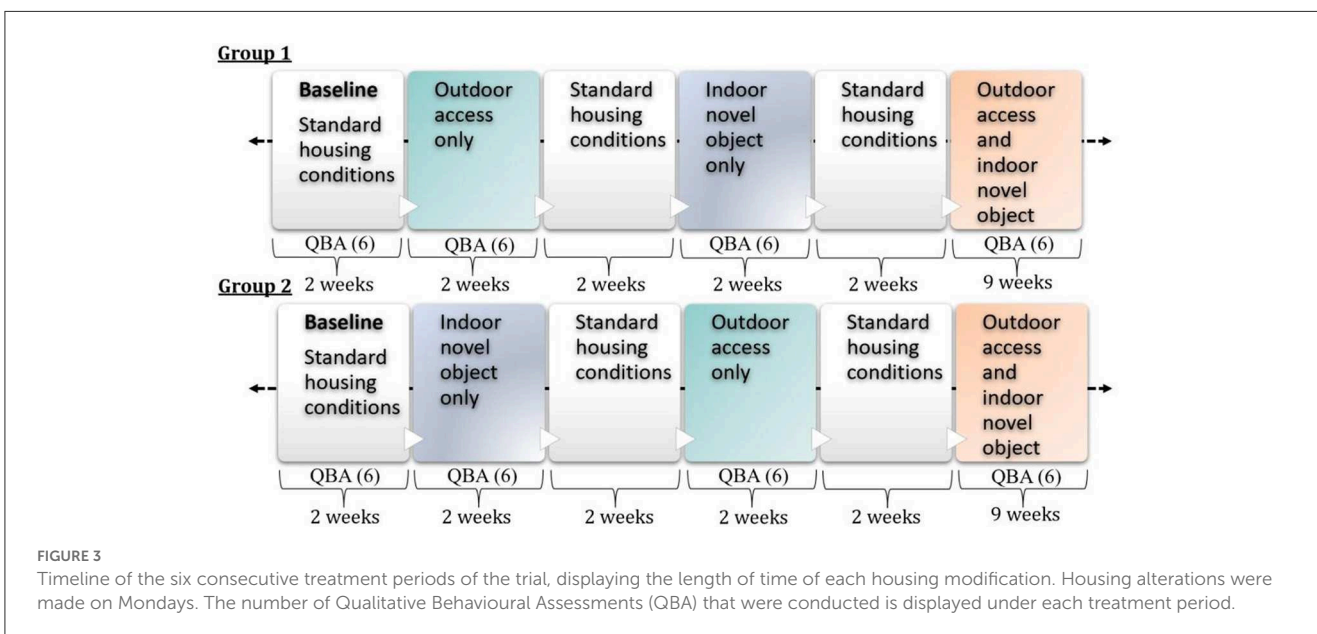 Group 1
Baseline
Standard
housing
conditions
Outdoor
access
only
Standard
housing
conditions
Indoor
novel
object
only
Standard
housing
conditions
Outdoor
access
and
indoor
novel
object
QBA (6)
QBA (6)
QBA (6)
QBA (6)
2 weeks
2 weeks
2 weeks
2 weeks
2 weeks
9 weeks
Group 2
Baseline
Standard
housing
conditions
Indoor
novel
object
only
Standard
housing
conditions
Outdoor
access
only
Standard
housing
conditions
Outdoor
access
and
indoor
novel
object
QBA (6)
QBA (6)
QBA (6)
QBA (6)
2 weeks
2 weeks
2 weeks
2 weeks
2 weeks
9 weeks
FIGURE 3
Timeline of the six consecutive treatment periods of the trial, displaying the length of time of each housing modification. Housing alterations were
made on Mondays. The number of Qualitative Behavioural Assessments (QBA) that were conducted is displayed under each treatment period.